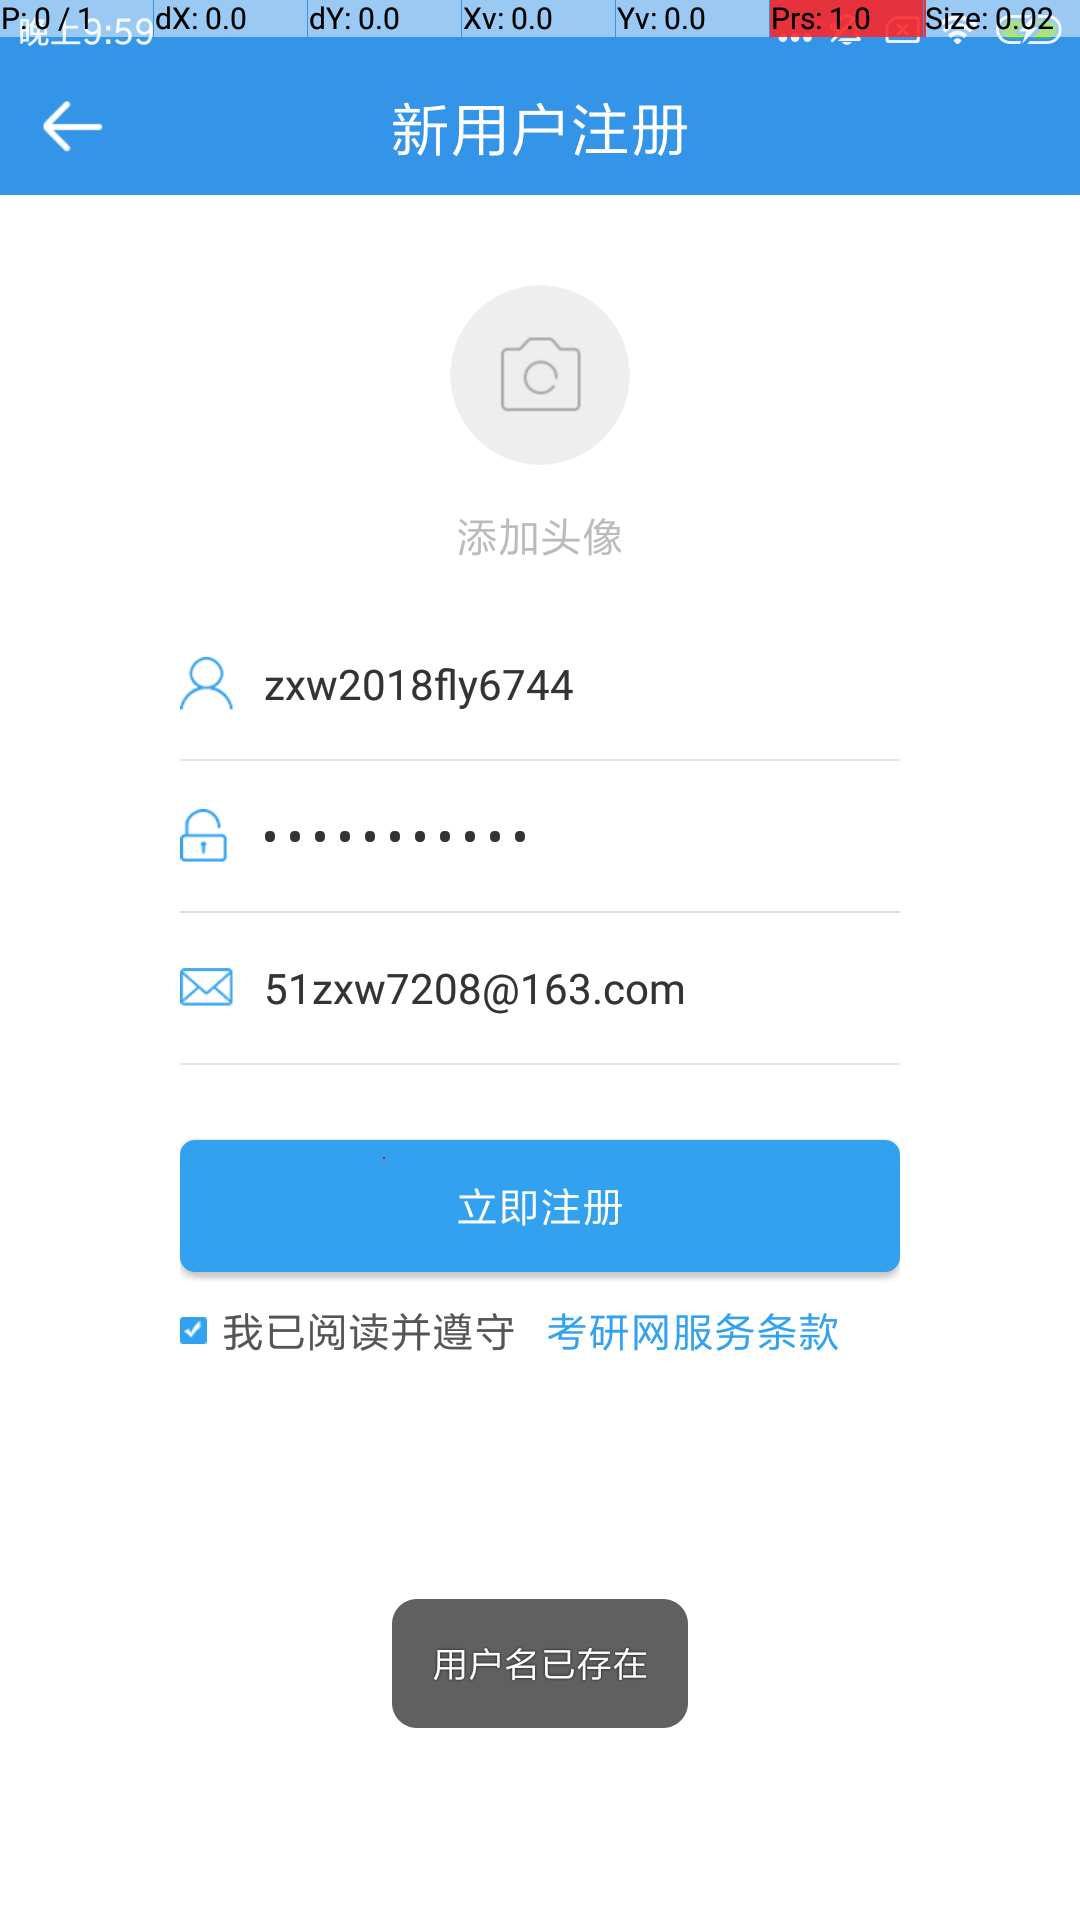 P: 0 / 1 dX: 0.0 dY: 0.0 Xv: 0.0 Yv: 0.0 Prs: 1.0 Size: 0.02
晚上9:59
新用户注册
添加头像
zxw2018fly6744
•••••••••••
51zxw7208@163.com
立即注册
我已阅读并遵守 考研网服务条款
用户名已存在